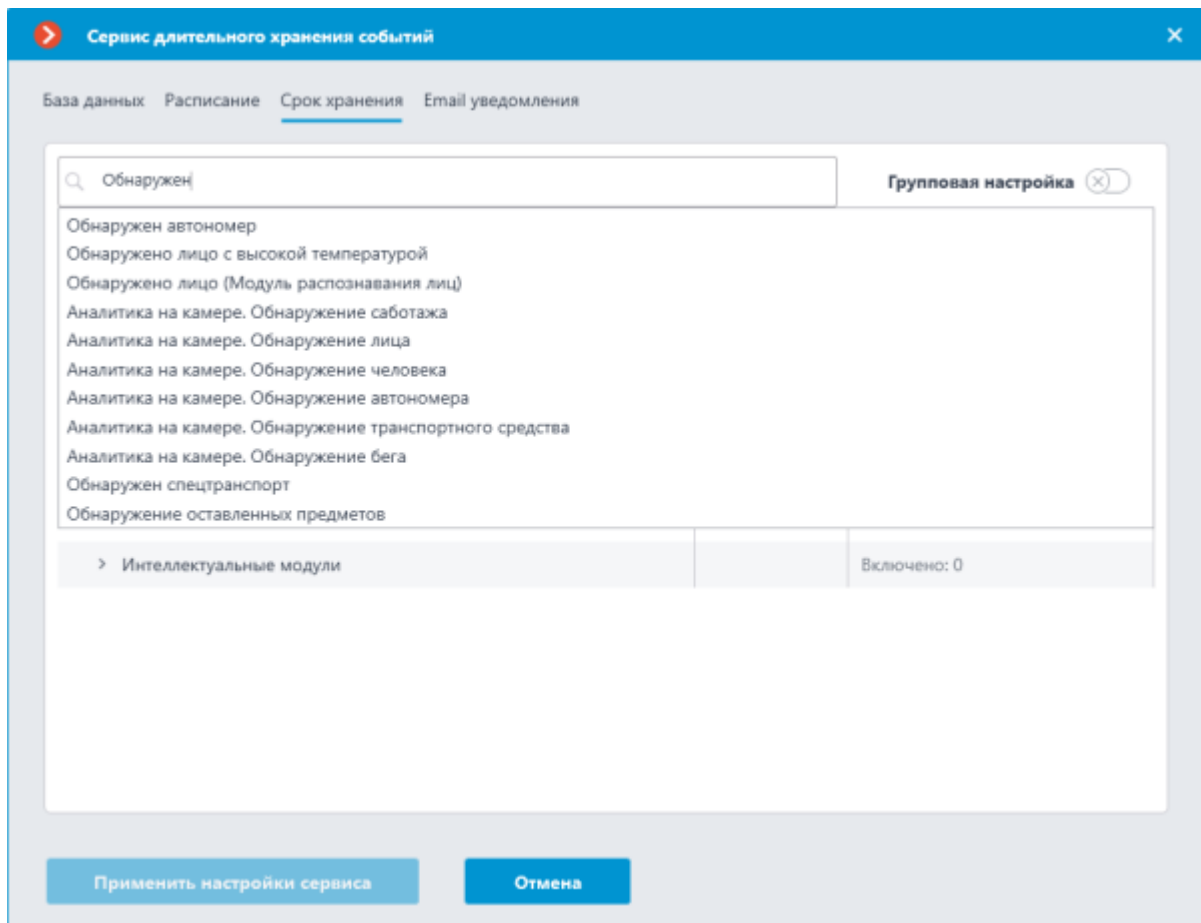 Сервис длительного хранения событий
База данных Расписание Срок хранения Email уведомления
Обнаружен Групповая настройка
Обнаружен автономер
Обнаружено лицо с высокой температурой
Обнаружено лицо (Модуль распознавания лиц)
Аналитика на камере. Обнаружение саботажа
Аналитика на камере. Обнаружение лица
Аналитика на камере. Обнаружение человека
Аналитика на камере. Обнаружение автономера
Аналитика на камере. Обнаружение транспортного средства
Аналитика на камере. Обнаружение бега
Обнаружен спецтранспорт
Обнаружение оставленных предметов
Интеллектуальные модули Включено: 0
Применить настройки сервиса Отмена